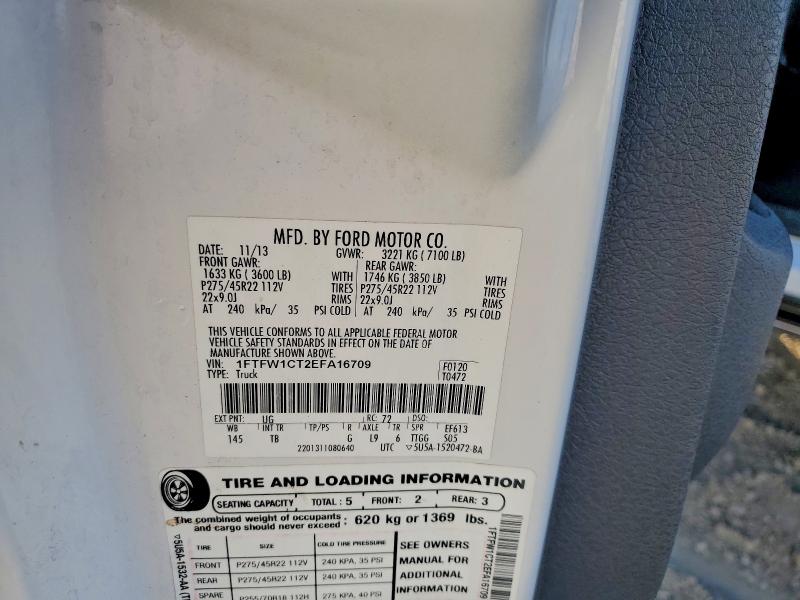 MFD. BY FORD MOTOR CO.
DATE: 11/13 GVWR: 3221 KG ( 7100 LB)
FRONT GAWR: REAR GAWR:
1633 KG ( 3600 LB) WITH 1746 KG ( 3850 LB) WITH
P275/45R22 112V TIRES P275/45R22 112V TIRES
22x9.0J RIMS 22x9.0J RIMS
AT 240 kPa/ 35 PSI COLD AT 240 kPa/ 35 PSI COLD
THIS VEHICLE CONFORMS TO ALL APPLICABLE FEDERAL MOTOR
VEHICLE SAFETY STANDARDS IN EFFECT ON THE DATE OF
MANUFACTURE SHOWN ABOVE.
VIN: 1FTFW1CT2EFA16709 F0120
TYPE: Truck T0472
EXT PNT: UG RC: 72 DSO:
WB INT TR TP/PS R AXLE TR SPR EF613
145 TB G L9 6 TTGG S05
2201311080640 UTC ▽5U5A-1520472-BA
TIRE AND LOADING INFORMATION
SEATING CAPACITY TOTAL: 5 FRONT: 2 REAR: 3
The combined weight of occupants and cargo should never exceed: 620 kg or 1369 lbs.
TIRE SIZE COLD TIRE PRESSURE
FRONT P275/45R22 112V 240 KPA, 35 PSI
REAR P275/45R22 112V 240 KPA, 35 PSI
SPARE P255/70R18 112H 275 KPA, 40 PSI
SEE OWNERS
MANUAL FOR
ADDITIONAL
INFORMATION
1FTFW1CT2EFA16709
▽5U5A-1532-AA